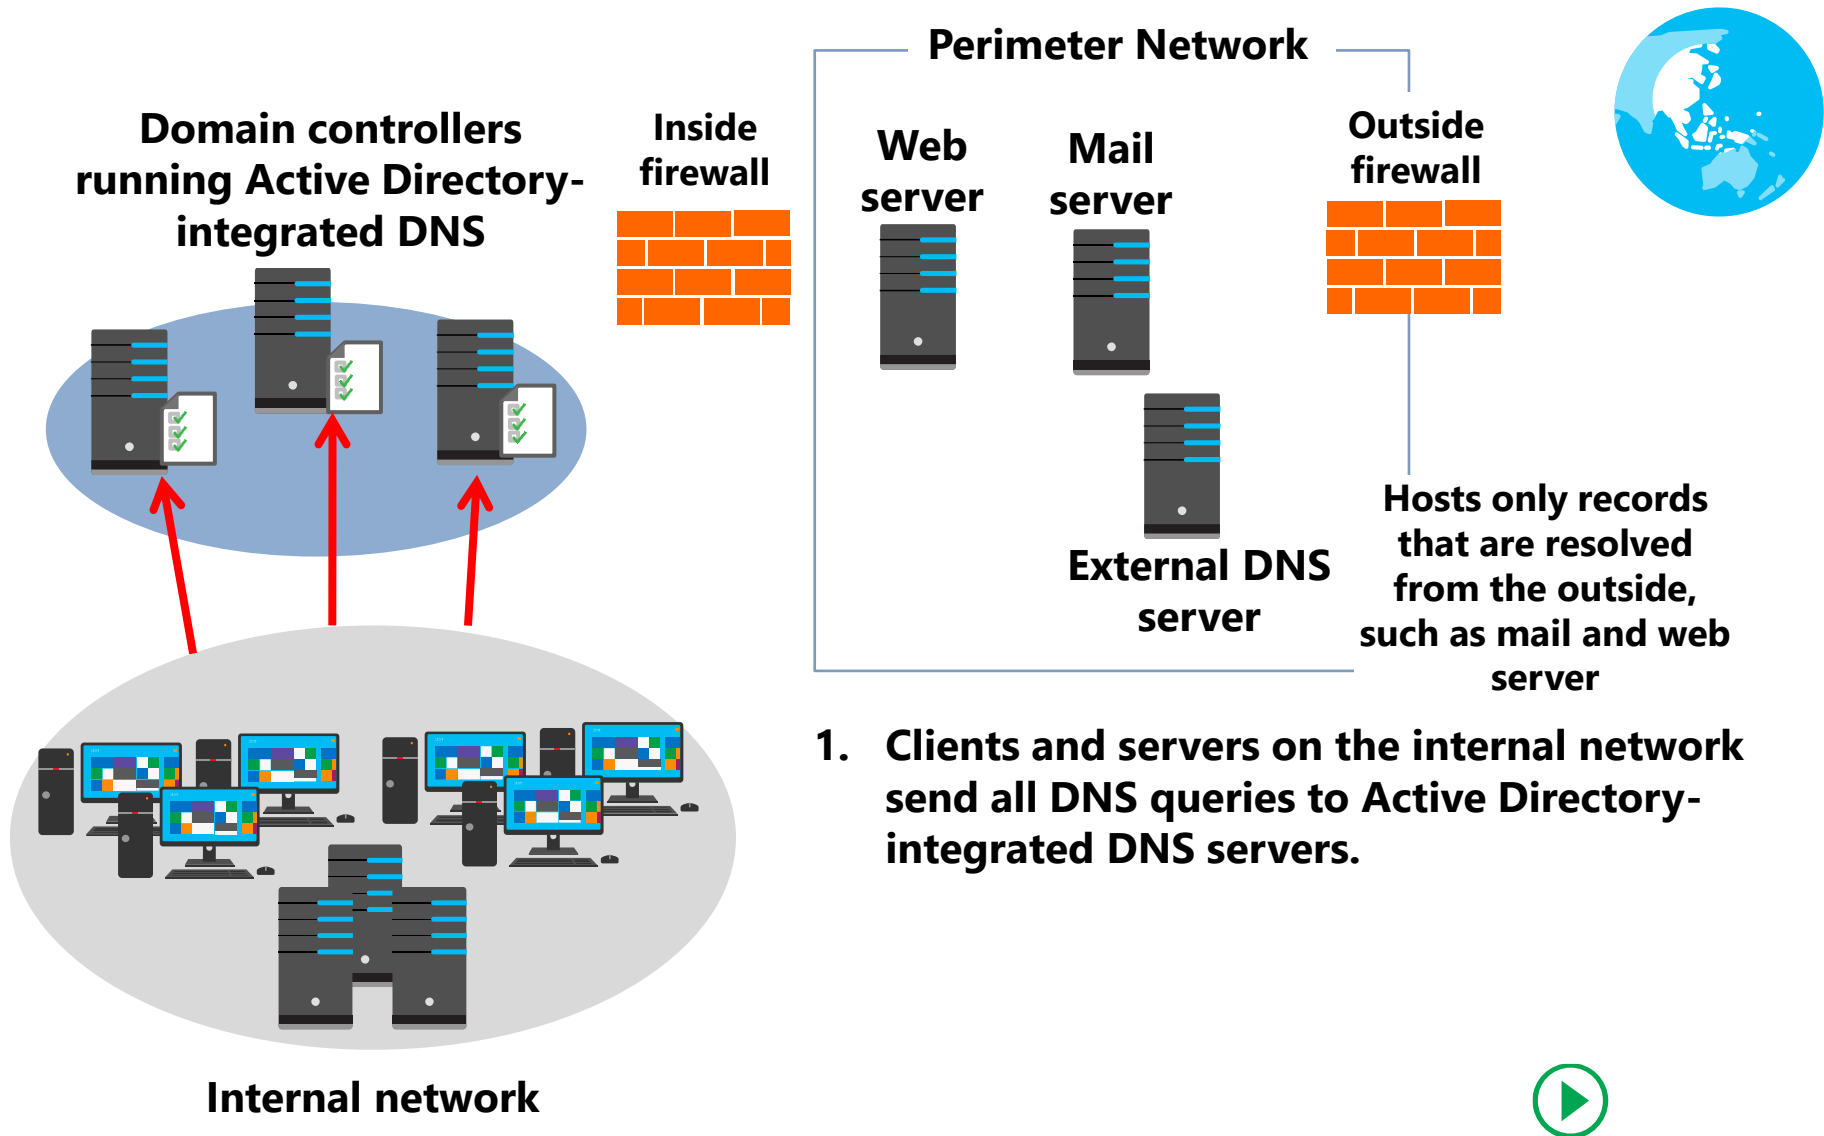 Perimeter Network
Domain controllers
running Active Directory-
integrated DNS
Inside
firewall
Web
server
Mail
server
Outside
firewall
External DNS
server
Hosts only records
that are resolved
from the outside,
such as mail and web
server
1. Clients and servers on the internal network
send all DNS queries to Active Directory-
integrated DNS servers.
Internal network